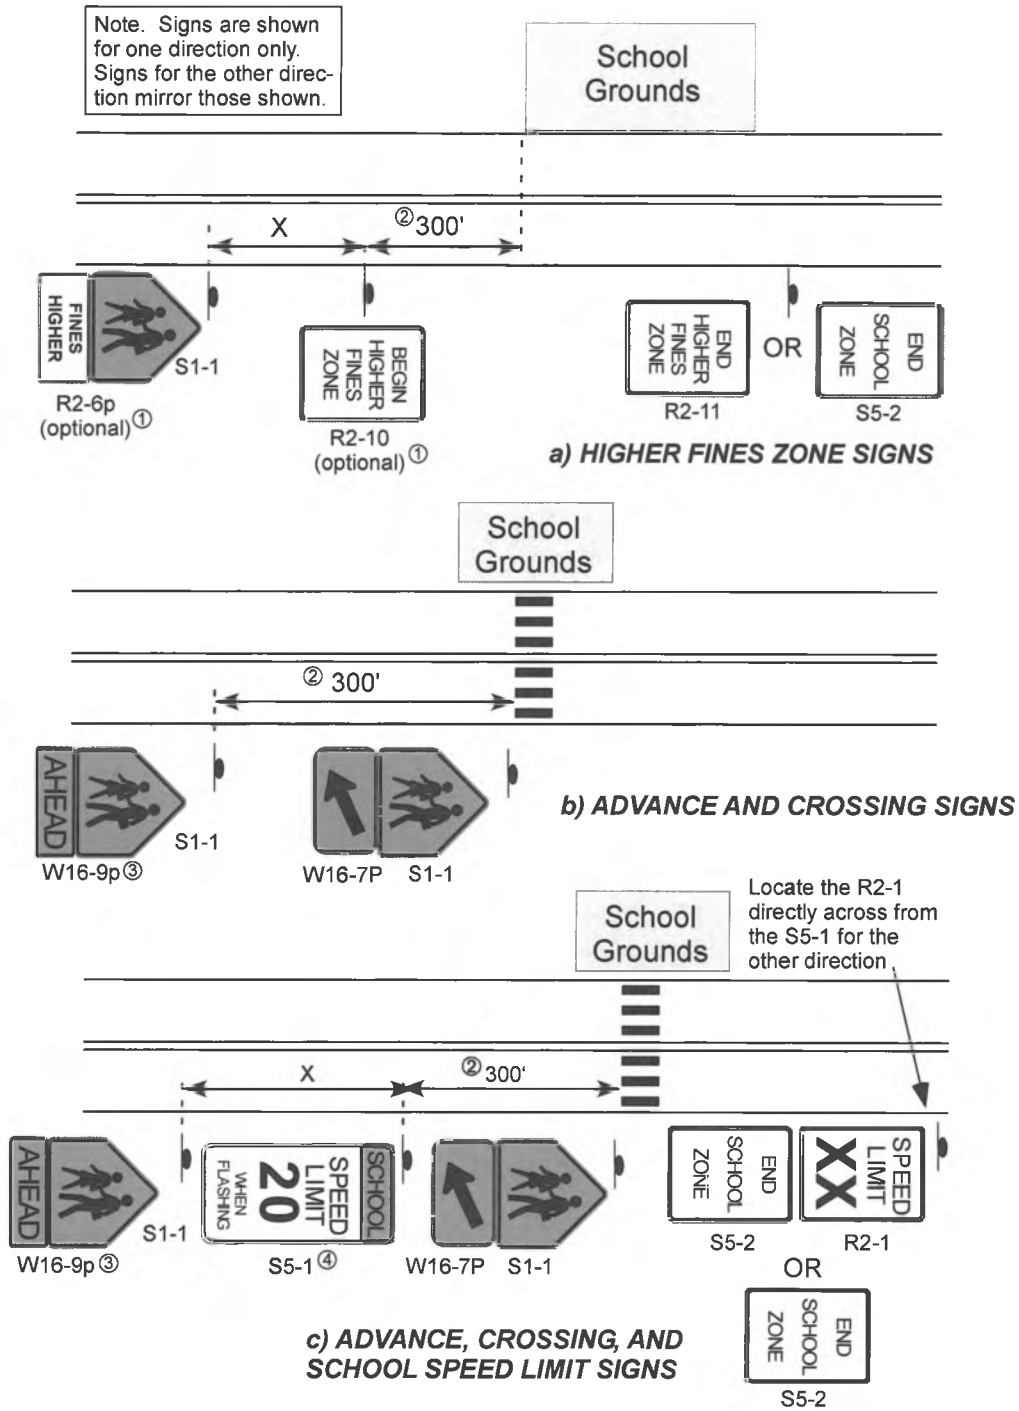 Note. Signs are shown
for one direction only.
Signs for the other direc-
tion mirror those shown.
School
Grounds
X
②300'
FINES
HIGHER
S1-1
R2-6p
(optional)①
BEGIN
HIGHER
FINES
ZONE
R2-10
(optional)①
END
HIGHER
FINES
ZONE
R2-11
OR
END
SCHOOL
ZONE
S5-2
a) HIGHER FINES ZONE SIGNS
School
Grounds
② 300'
AHEAD
S1-1
W16-9p③
W16-7P
S1-1
b) ADVANCE AND CROSSING SIGNS
School
Grounds
Locate the R2-1
directly across from
the S5-1 for the
other direction
X
②300'
AHEAD
S1-1
W16-9p③
SCHOOL
SPEED
LIMIT
20
WHEN
FLASHING
S5-1④
W16-7P
S1-1
END
SCHOOL
ZONE
S5-2
SPEED
LIMIT
XX
R2-1
OR
END
SCHOOL
ZONE
S5-2
c) ADVANCE, CROSSING, AND
SCHOOL SPEED LIMIT SIGNS